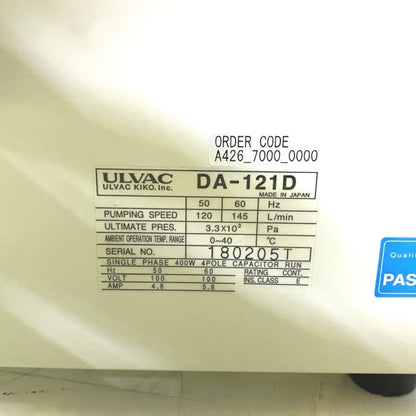 ORDER CODE
A426_7000_0000
ULVAC DA-121D
ULVAC KIKO.Inc. MADE IN JAPAN
50 60 Hz
PUMPING SPEED 120 145 L/min
ULTIMATE PRES. 3.3X10³ Pa
AMBIENT OPERATION TEMP. RANGE 0~40 ℃
SERIAL NO. 180205T
SINGLE PHASE 400W 4POLE CAPACITOR RUN
Hz 50 60 RATING CONT.
VOLT 100 100 INS.CLASS E
AMP 4.8 5.8
Quality
PAS